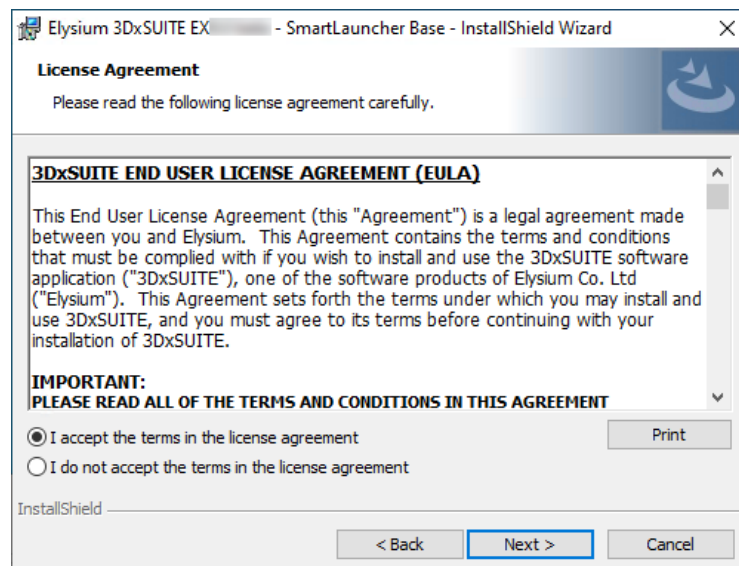 Elysium 3DxSUITE EX - SmartLauncher Base - InstallShield Wizard
License Agreement
Please read the following license agreement carefully.
3DxSUITE END USER LICENSE AGREEMENT (EULA)
This End User License Agreement (this "Agreement") is a legal agreement made
between you and Elysium. This Agreement contains the terms and conditions
that must be complied with if you wish to install and use the 3DxSUITE software
application ("3DxSUITE"), one of the software products of Elysium Co. Ltd
("Elysium"). This Agreement sets forth the terms under which you may install and
use 3DxSUITE, and you must agree to its terms before continuing with your
installation of 3DxSUITE.
IMPORTANT:
PLEASE READ ALL OF THE TERMS AND CONDITIONS IN THIS AGREEMENT
I accept the terms in the license agreement
Print
I do not accept the terms in the license agreement
InstallShield
< Back
Next >
Cancel